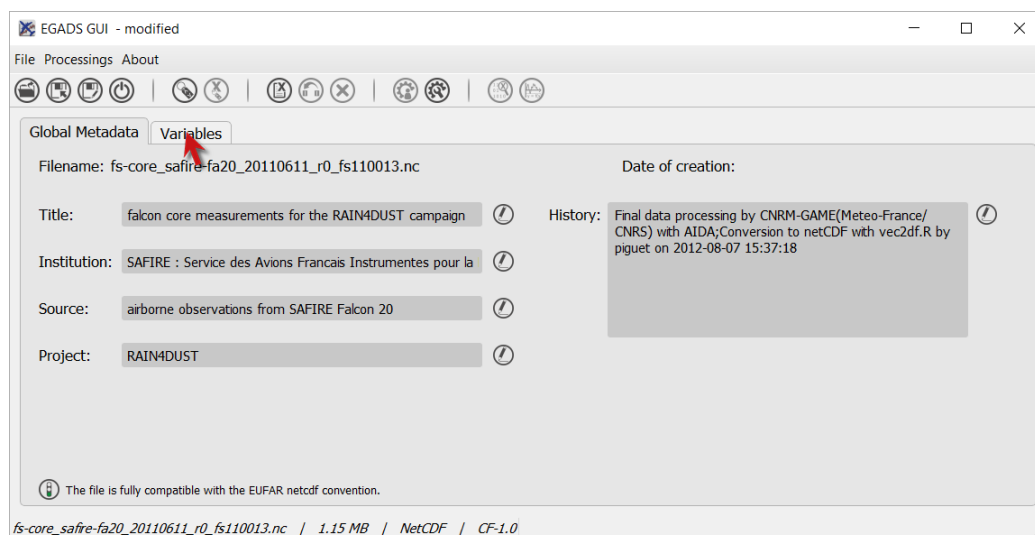 EGADS GUI - modified
File Processings About
Global Metadata Variables
Filename: fs-core_safire-fa20_20110611_r0_fs110013.nc
Date of creation:
Title: falcon core measurements for the RAIN4DUST campaign
Institution: SAFIRE : Service des Avions Francais Instrumentes pour la
Source: airborne observations from SAFIRE Falcon 20
Project: RAIN4DUST
History: Final data processing by CNRM-GAME(Meteo-France/
CNRS) with AIDA;Conversion to netCDF with vec2df.R by
piguet on 2012-08-07 15:37:18
The file is fully compatible with the EUFAR netcdf convention.
fs-core_safire-fa20_20110611_r0_fs110013.nc | 1.15 MB | NetCDF | CF-1.0